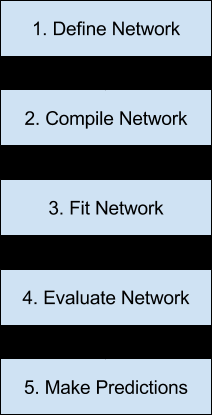 1. Define Network
2. Compile Network
3. Fit Network
4. Evaluate Network
5. Make Predictions